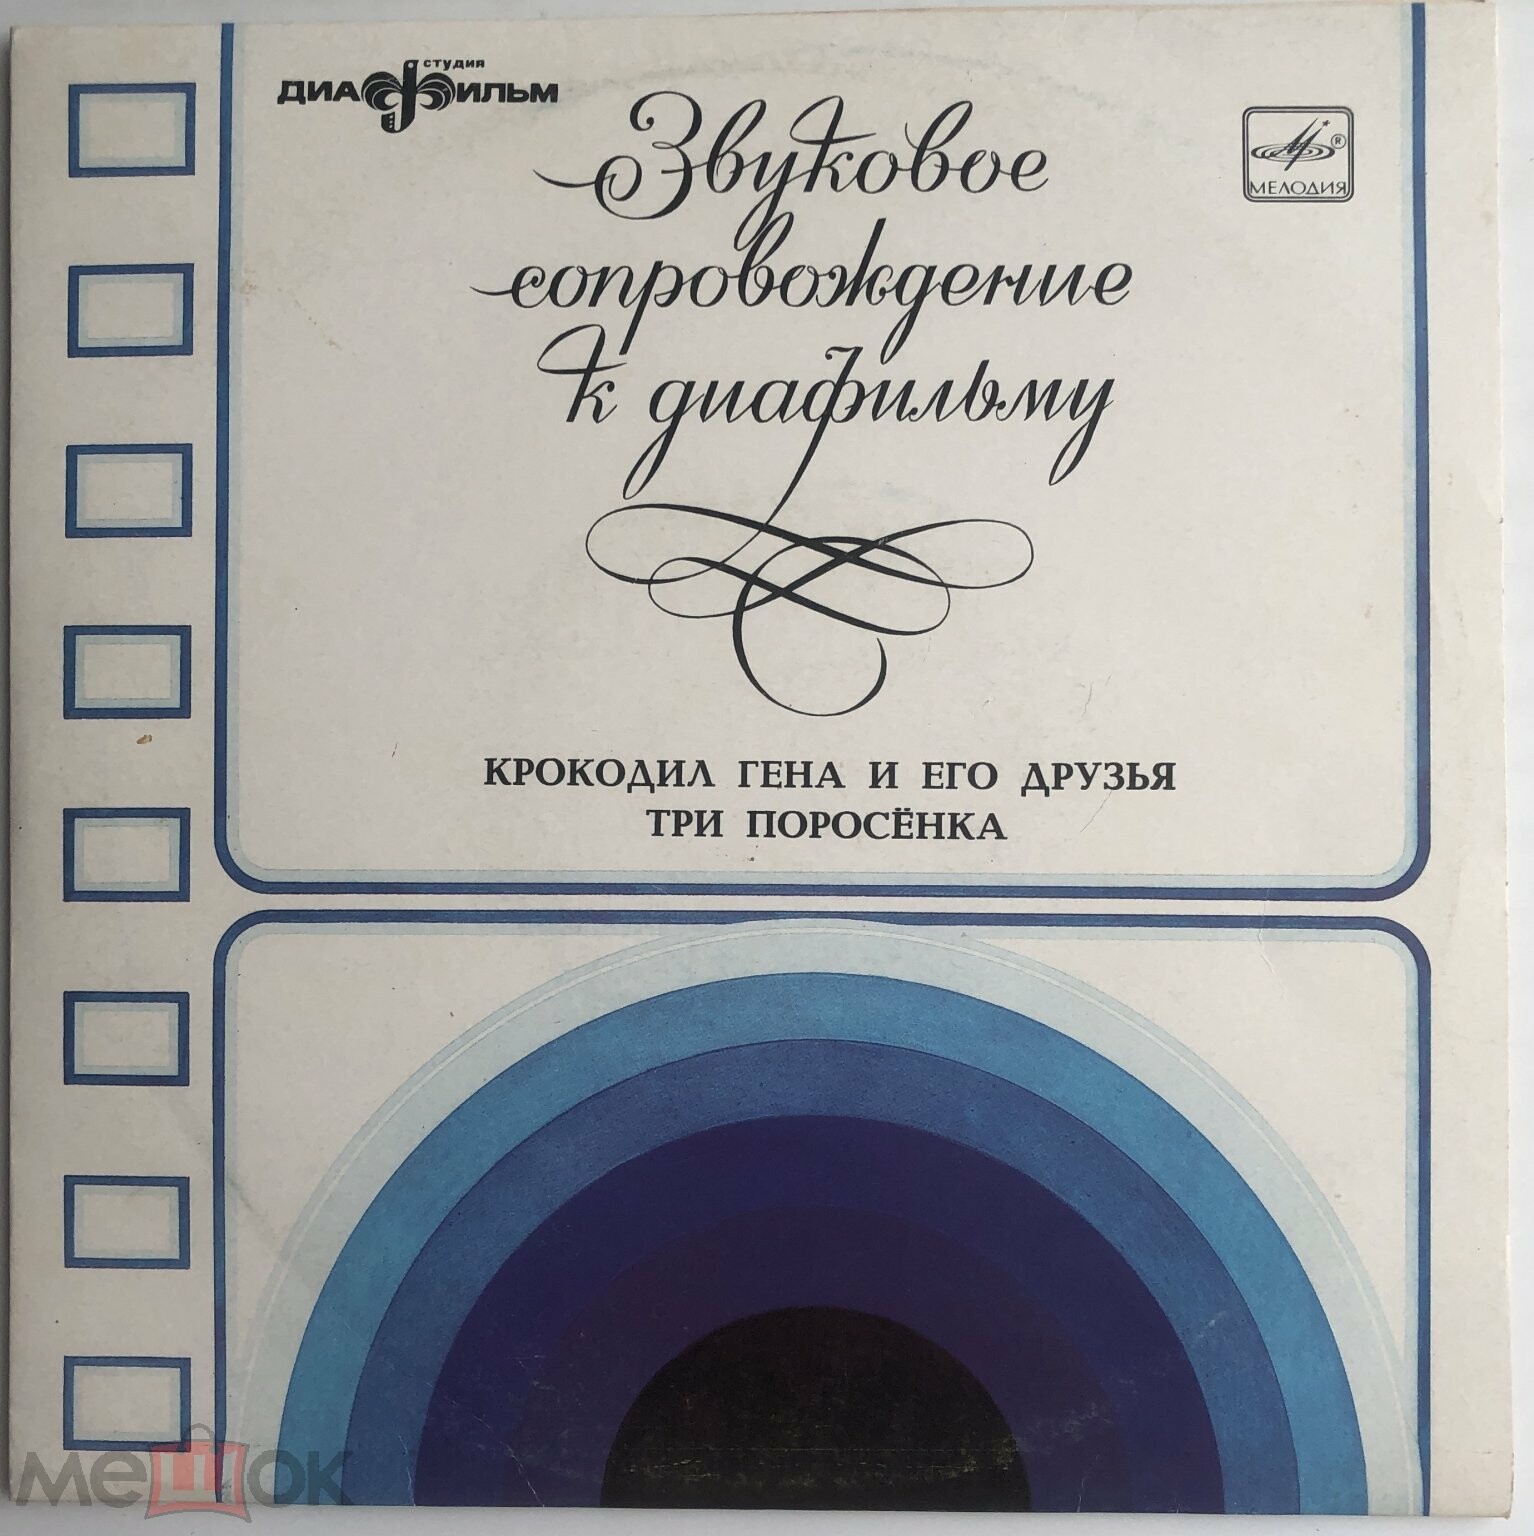 студия
ДИАФИЛЬМ
Звуковое
сопровождение
к диафильму
МЕЛОДИЯ
®
КРОКОДИЛ ГЕНА И ЕГО ДРУЗЬЯ
ТРИ ПОРОСЁНКА
мешок